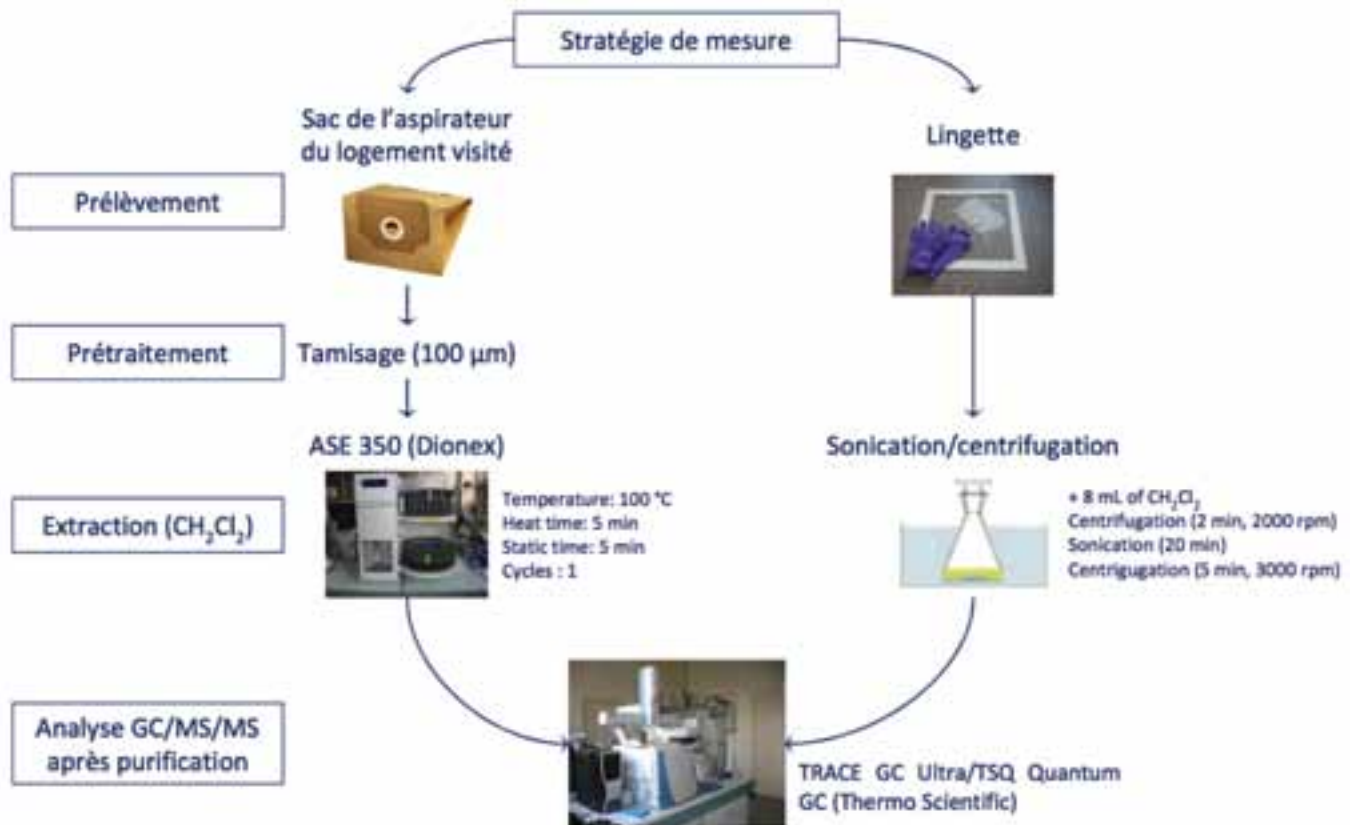 Stratégie de mesure
Sac de l'aspirateur
du logement visité
Lingette
Prélèvement
Prétraitement
Tamisage (100 µm)
ASE 350 (Dionex)
Sonication/centrifugation
Extraction (CH₂Cl₂)
Temperature: 100 °C
Heat time: 5 min
Static time: 5 min
Cycles : 1
+ 8 mL of CH₂Cl₂
Centrifugation (2 min, 2000 rpm)
Sonication (20 min)
Centrigugation (5 min, 3000 rpm)
Analyse GC/MS/MS
après purification
TRACE GC Ultra/TSQ Quantum
GC (Thermo Scientific)